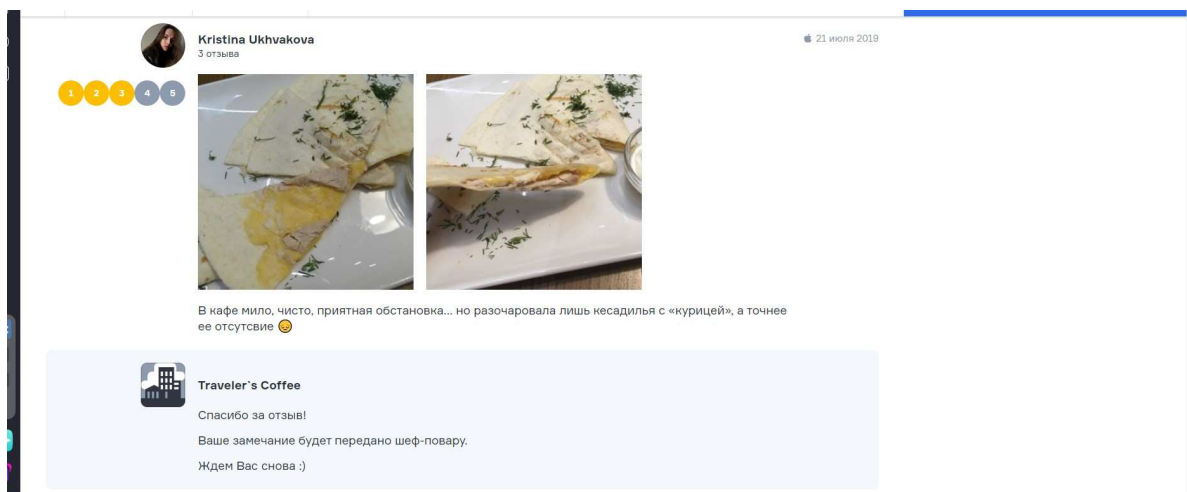 Kristina Ukhvakova
21 июля 2019
3 отзыва
1 2 3 4 5
В кафе мило, чисто, приятная обстановка... но разочаровала лишь кесадилья с «курицей», а точнее
ее отсутсвие 😞
Traveler`s Coffee
Спасибо за отзыв!
Ваше замечание будет передано шеф-повару.
Ждем Вас снова :)